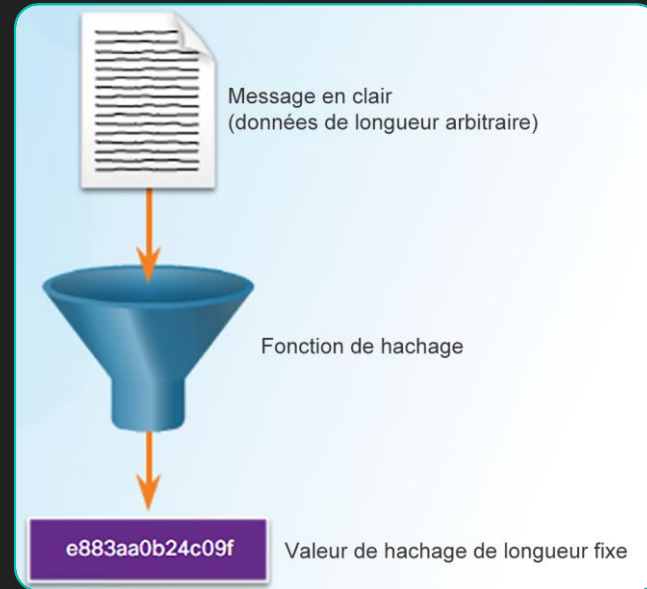 Message en clair
(données de longueur arbitraire)
Fonction de hachage
e883aa0b24c09f
Valeur de hachage de longueur fixe